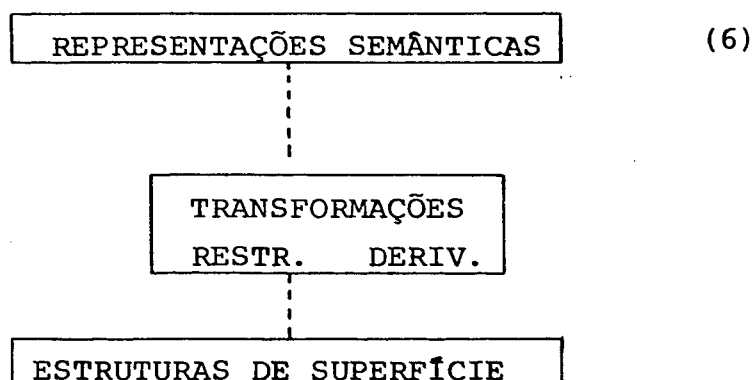 REPRESENTAÇÕES SEMÂNTICAS (6)
TRANSFORMAÇÕES
RESTR. DERIV.
ESTRUTURAS DE SUPERFÍCIE